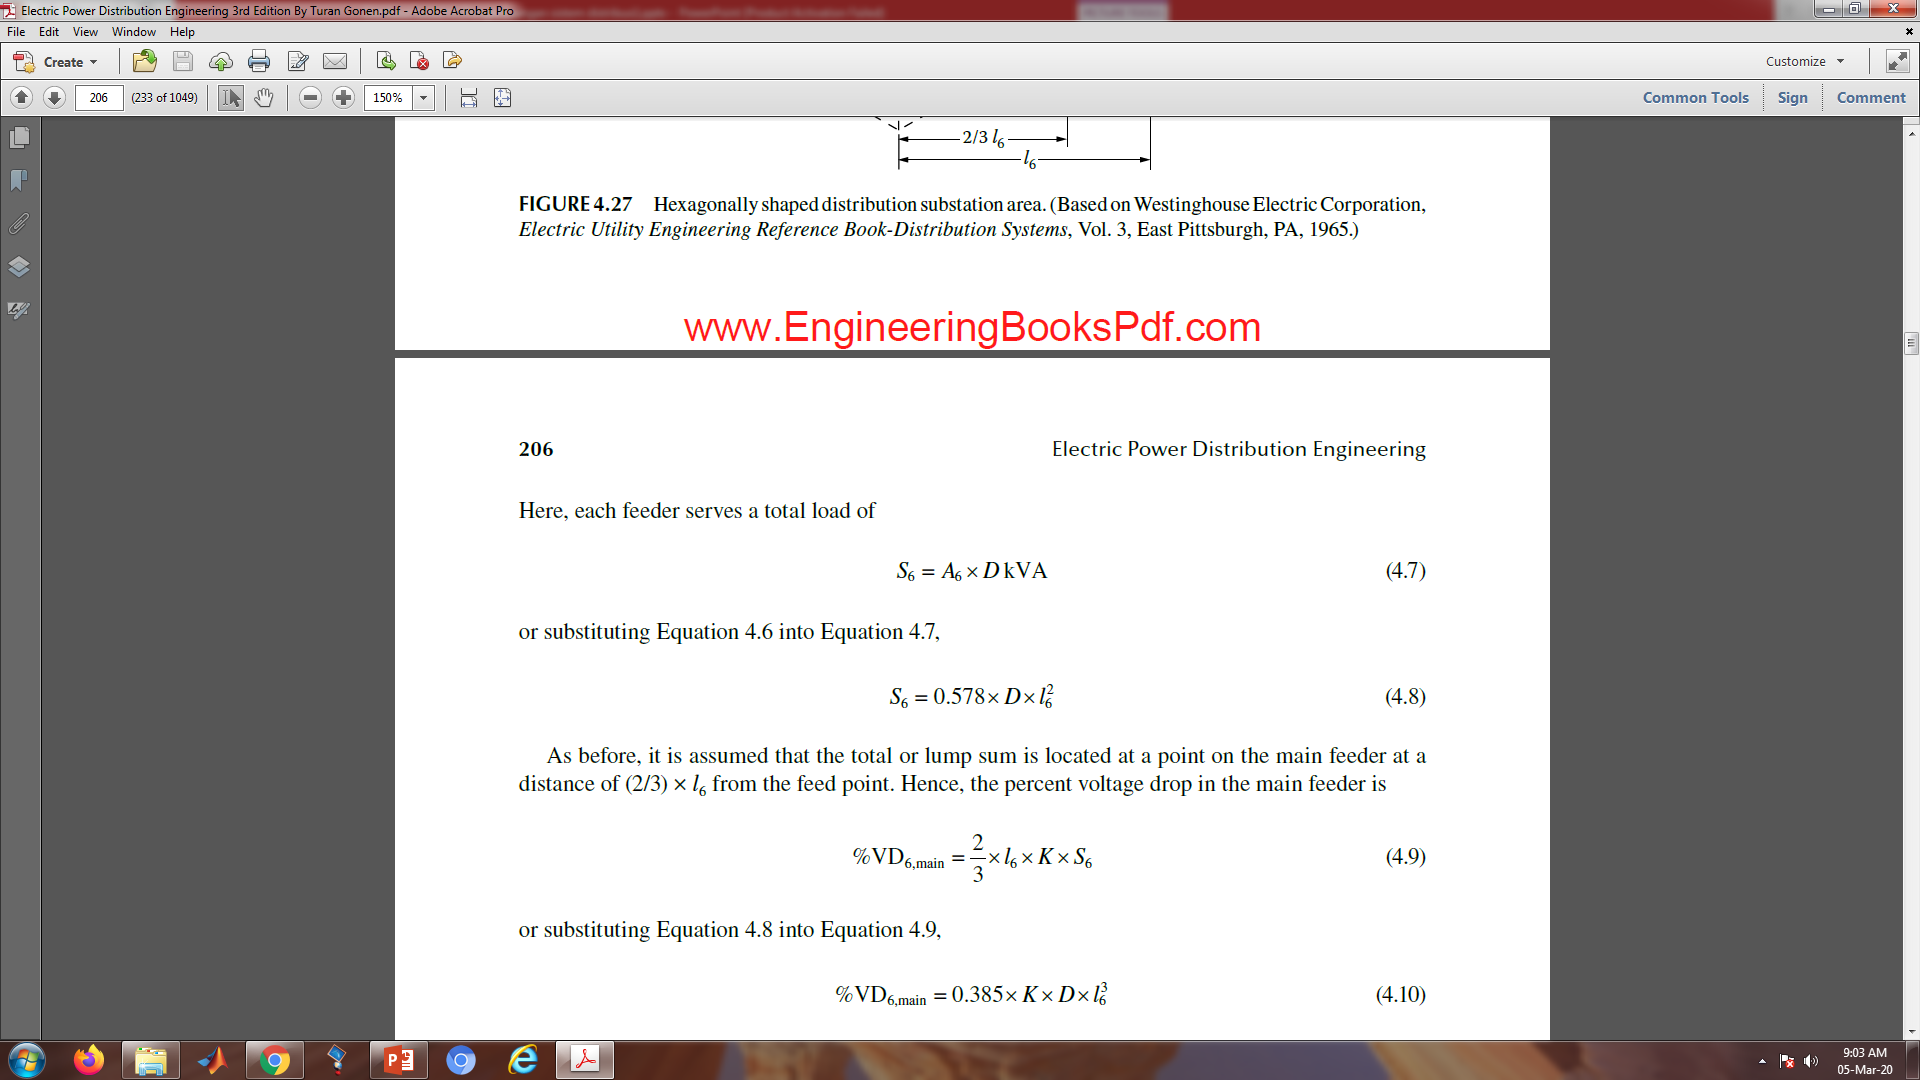 Electric Power Distribution Engineering 3rd Edition By Turan Gonen.pdf - Adobe Acrobat Pro
File Edit View Window Help
Create
Customize
206 (233 of 1049) 150%
Common Tools Sign Comment
2/3 l₆
l₆
FIGURE 4.27 Hexagonally shaped distribution substation area. (Based on Westinghouse Electric Corporation,
Electric Utility Engineering Reference Book-Distribution Systems, Vol. 3, East Pittsburgh, PA, 1965.)
www.EngineeringBooksPdf.com
206 Electric Power Distribution Engineering
Here, each feeder serves a total load of
S₆ = A₆ × D kVA (4.7)
or substituting Equation 4.6 into Equation 4.7,
S₆ = 0.578 × D × l₆² (4.8)
As before, it is assumed that the total or lump sum is located at a point on the main feeder at a
distance of (2/3) × l₆ from the feed point. Hence, the percent voltage drop in the main feeder is
%VD₆,main = 2/3 × l₆ × K × S₆ (4.9)
or substituting Equation 4.8 into Equation 4.9,
%VD₆,main = 0.385 × K × D × l₆³ (4.10)
9:03 AM
05-Mar-20